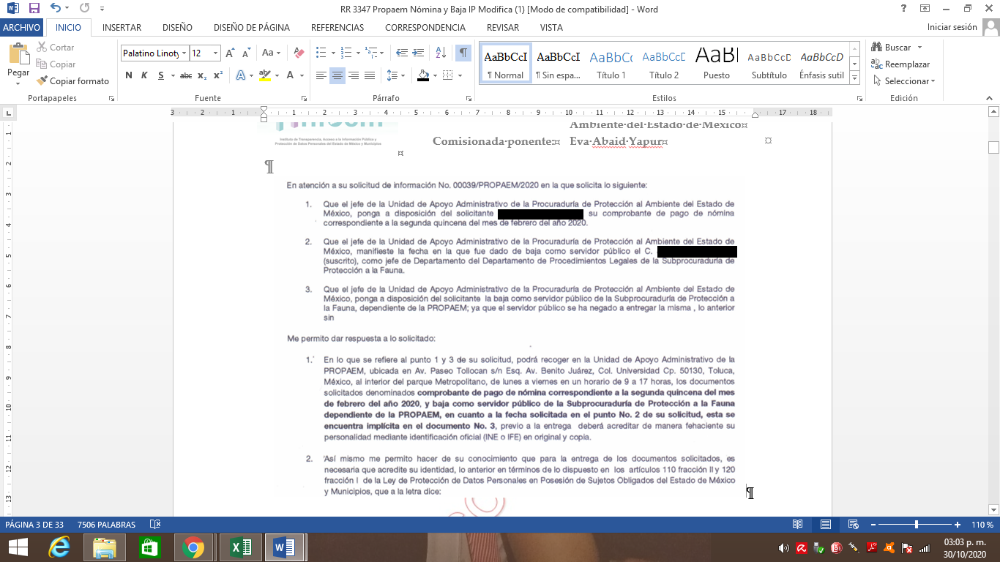 RR 3347 Propaem Nómina y Baja IP Modifica (1) [Modo de compatibilidad] - Word
ARCHIVO INICIO INSERTAR DISEÑO DISEÑO DE PÁGINA REFERENCIAS CORRESPONDENCIA REVISAR VISTA Iniciar sesión
Pegar Cortar Copiar Copiar formato
Palatino Linoty 12
N K S abc x₂ x²
AaBbCcI AaBbCcI AaBbCc AaBbCcD AaBl AaBbCcD AaBbCcD
¶ Normal ¶ Sin espa... Título 1 Título 2 Puesto Subtítulo Énfasis sutil
Buscar
Reemplazar
Seleccionar
Portapapeles Fuente Párrafo Estilos Edición
3 2 1 1 2 3 4 5 6 7 8 9 10 11 12 13 14 15 17 18
Ambiente·del·Estado·de·México¤
Instituto de Transparencia, Acceso a la Información Pública y
Protección de Datos Personales del Estado de México y Municipios
Comisionada·ponente:¤ Eva·Abaid·Yapur¤ ¤
¤
¶
En atención a su solicitud de información No. 00039/PROPAEM/2020 en la que solicita lo siguiente:
1. Que el jefe de la Unidad de Apoyo Administrativo de la Procuraduría de Protección al Ambiente del Estado de
México, ponga a disposición del solicitante su comprobante de pago de nómina
correspondiente a la segunda quincena del mes de febrero del año 2020.
2. Que el jefe de la Unidad de Apoyo Administrativo de la Procuraduría de Protección al Ambiente del Estado de
México, manifieste la fecha en la que fue dado de baja como servidor público el C.
(suscrito), como jefe de Departamento del Departamento de Procedimientos Legales de la Subprocuraduría de
Protección a la Fauna.
3. Que el jefe de la Unidad de Apoyo Administrativo de la Procuraduría de Protección al Ambiente del Estado de
México, ponga a disposición del solicitante la baja como servidor público de la Subprocuraduría de Protección a
la Fauna, dependiente de la PROPAEM; ya que el servidor público se ha negado a entregar la misma , lo anterior
sin
Me permito dar respuesta a lo solicitado:
1. En lo que se refiere al punto 1 y 3 de su solicitud, podrá recoger en la Unidad de Apoyo Administrativo de la
PROPAEM, ubicada en Av. Paseo Tollocan s/n Esq. Av. Benito Juárez, Col. Universidad Cp. 50130, Toluca,
México, al interior del parque Metropolitano, de lunes a viernes en un horario de 9 a 17 horas, los documentos
solicitados denominados comprobante de pago de nómina correspondiente a la segunda quincena del mes
de febrero del año 2020, y baja como servidor público de la Subprocuraduría de Protección a la Fauna
dependiente de la PROPAEM, en cuanto a la fecha solicitada en el punto No. 2 de su solicitud, esta se
encuentra implícita en el documento No. 3, previo a la entrega deberá acreditar de manera fehaciente su
personalidad mediante identificación oficial (INE o IFE) en original y copia.
2. Así mismo me permito hacer de su conocimiento que para la entrega de los documentos solicitados, es
necesaria que acredite su identidad, lo anterior en términos de lo dispuesto en los artículos 110 fracción II y 120
fracción I de la Ley de Protección de Datos Personales en Posesión de Sujetos Obligados del Estado de México
y Municipios, que a la letra dice: ¶
PÁGINA 3 DE 33 7506 PALABRAS 110 %
03:03 p. m.
30/10/2020